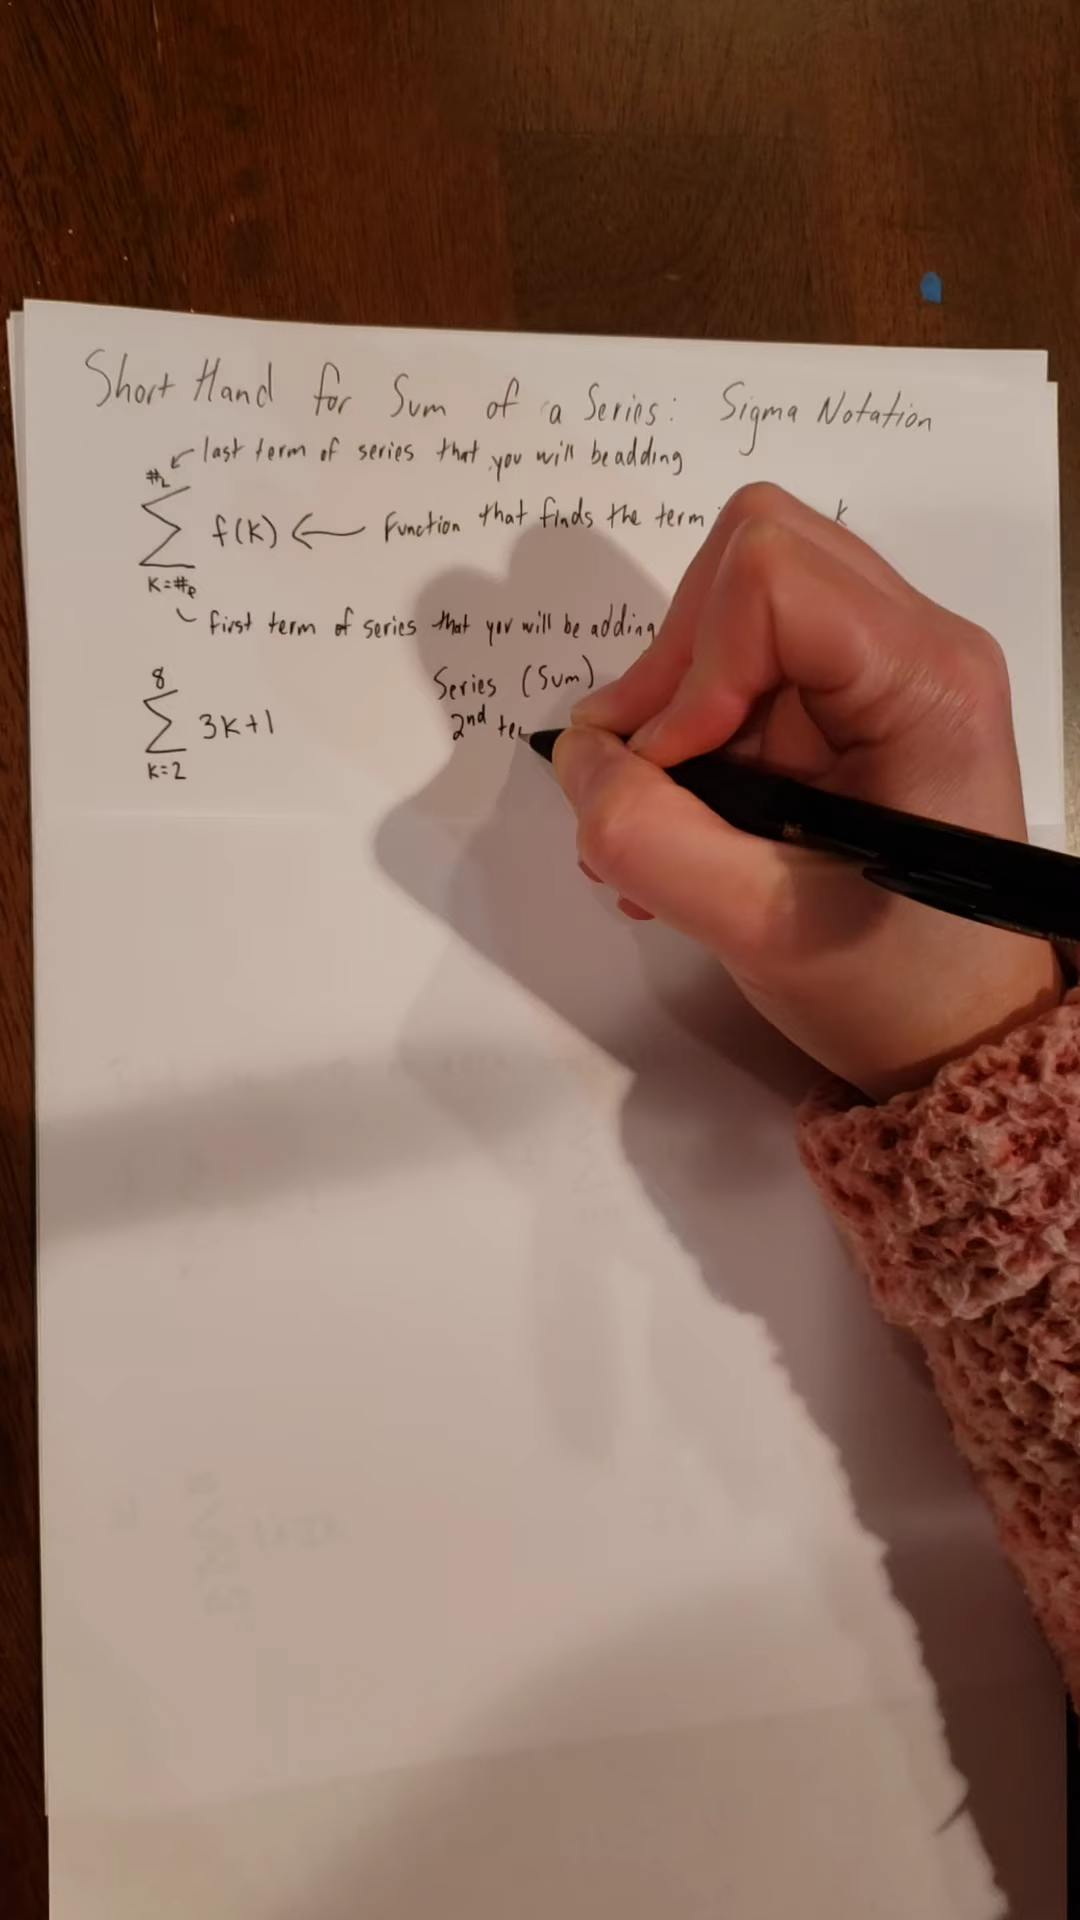 Short Hand for Sum of a Series: Sigma Notation
last term of series that you will be adding
#L
∑ f(k) ← Function that finds the term k
k=#F
first term of series that you will be adding
8
∑ 3k+1
k=2
Series (Sum)
2nd te